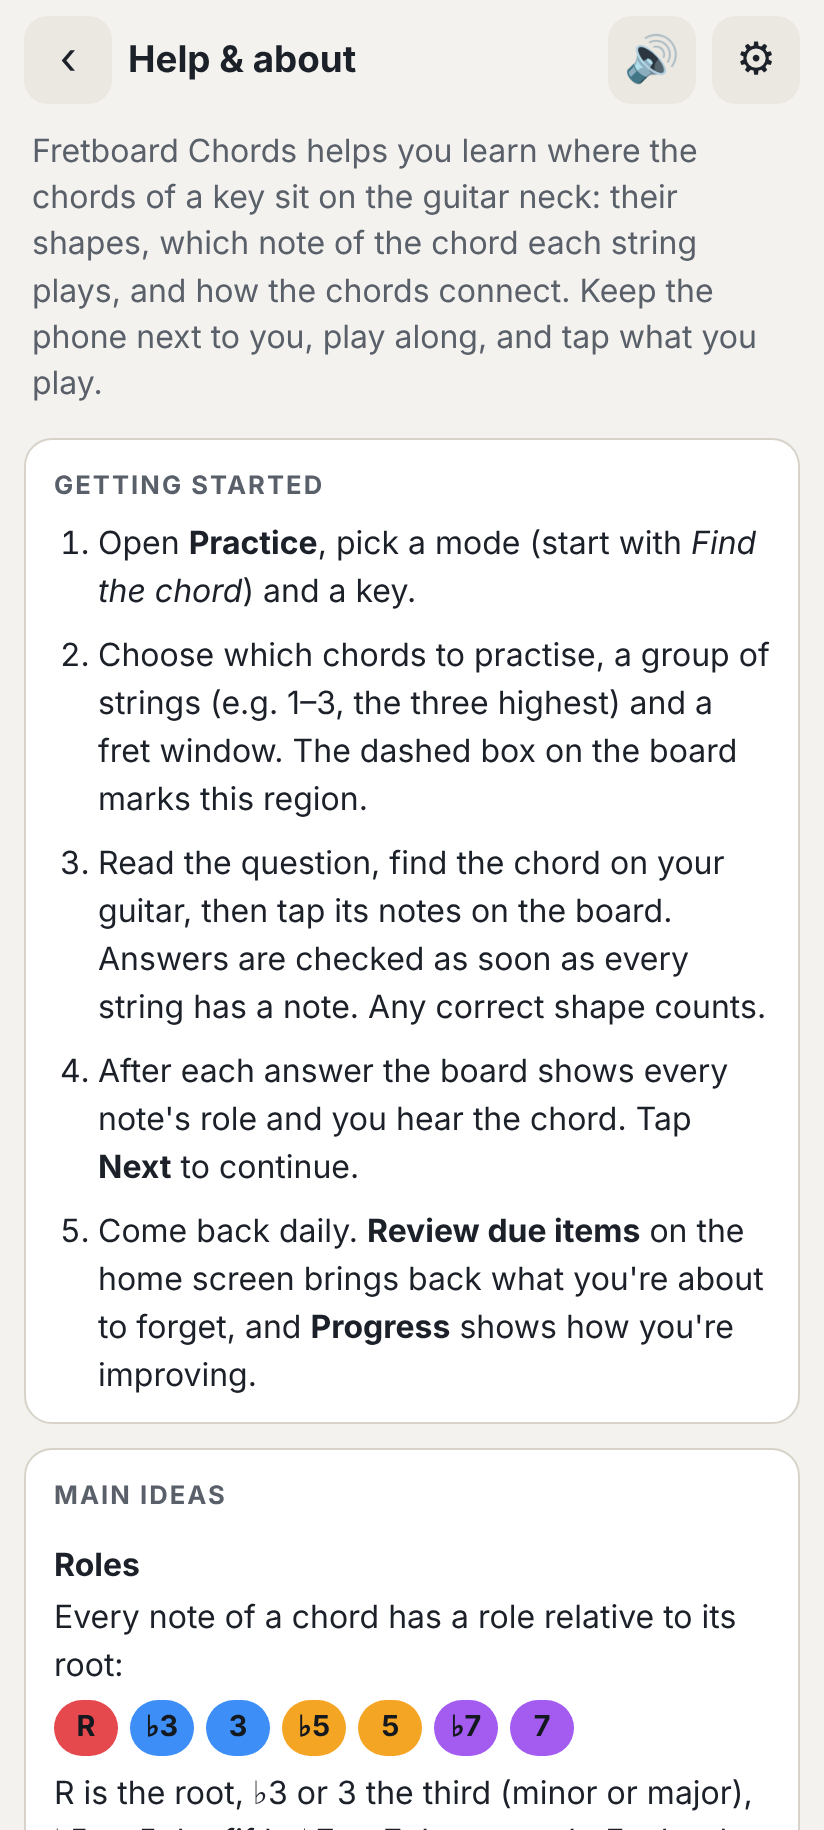 Help & about
Fretboard Chords helps you learn where the
chords of a key sit on the guitar neck: their
shapes, which note of the chord each string
plays, and how the chords connect. Keep the
phone next to you, play along, and tap what you
play.
GETTING STARTED
1. Open Practice, pick a mode (start with Find
the chord) and a key.
2. Choose which chords to practise, a group of
strings (e.g. 1–3, the three highest) and a
fret window. The dashed box on the board
marks this region.
3. Read the question, find the chord on your
guitar, then tap its notes on the board.
Answers are checked as soon as every
string has a note. Any correct shape counts.
4. After each answer the board shows every
note's role and you hear the chord. Tap
Next to continue.
5. Come back daily. Review due items on the
home screen brings back what you're about
to forget, and Progress shows how you're
improving.
MAIN IDEAS
Roles
Every note of a chord has a role relative to its
root:
R ♭3 3 ♭5 5 ♭7 7
R is the root, ♭3 or 3 the third (minor or major),